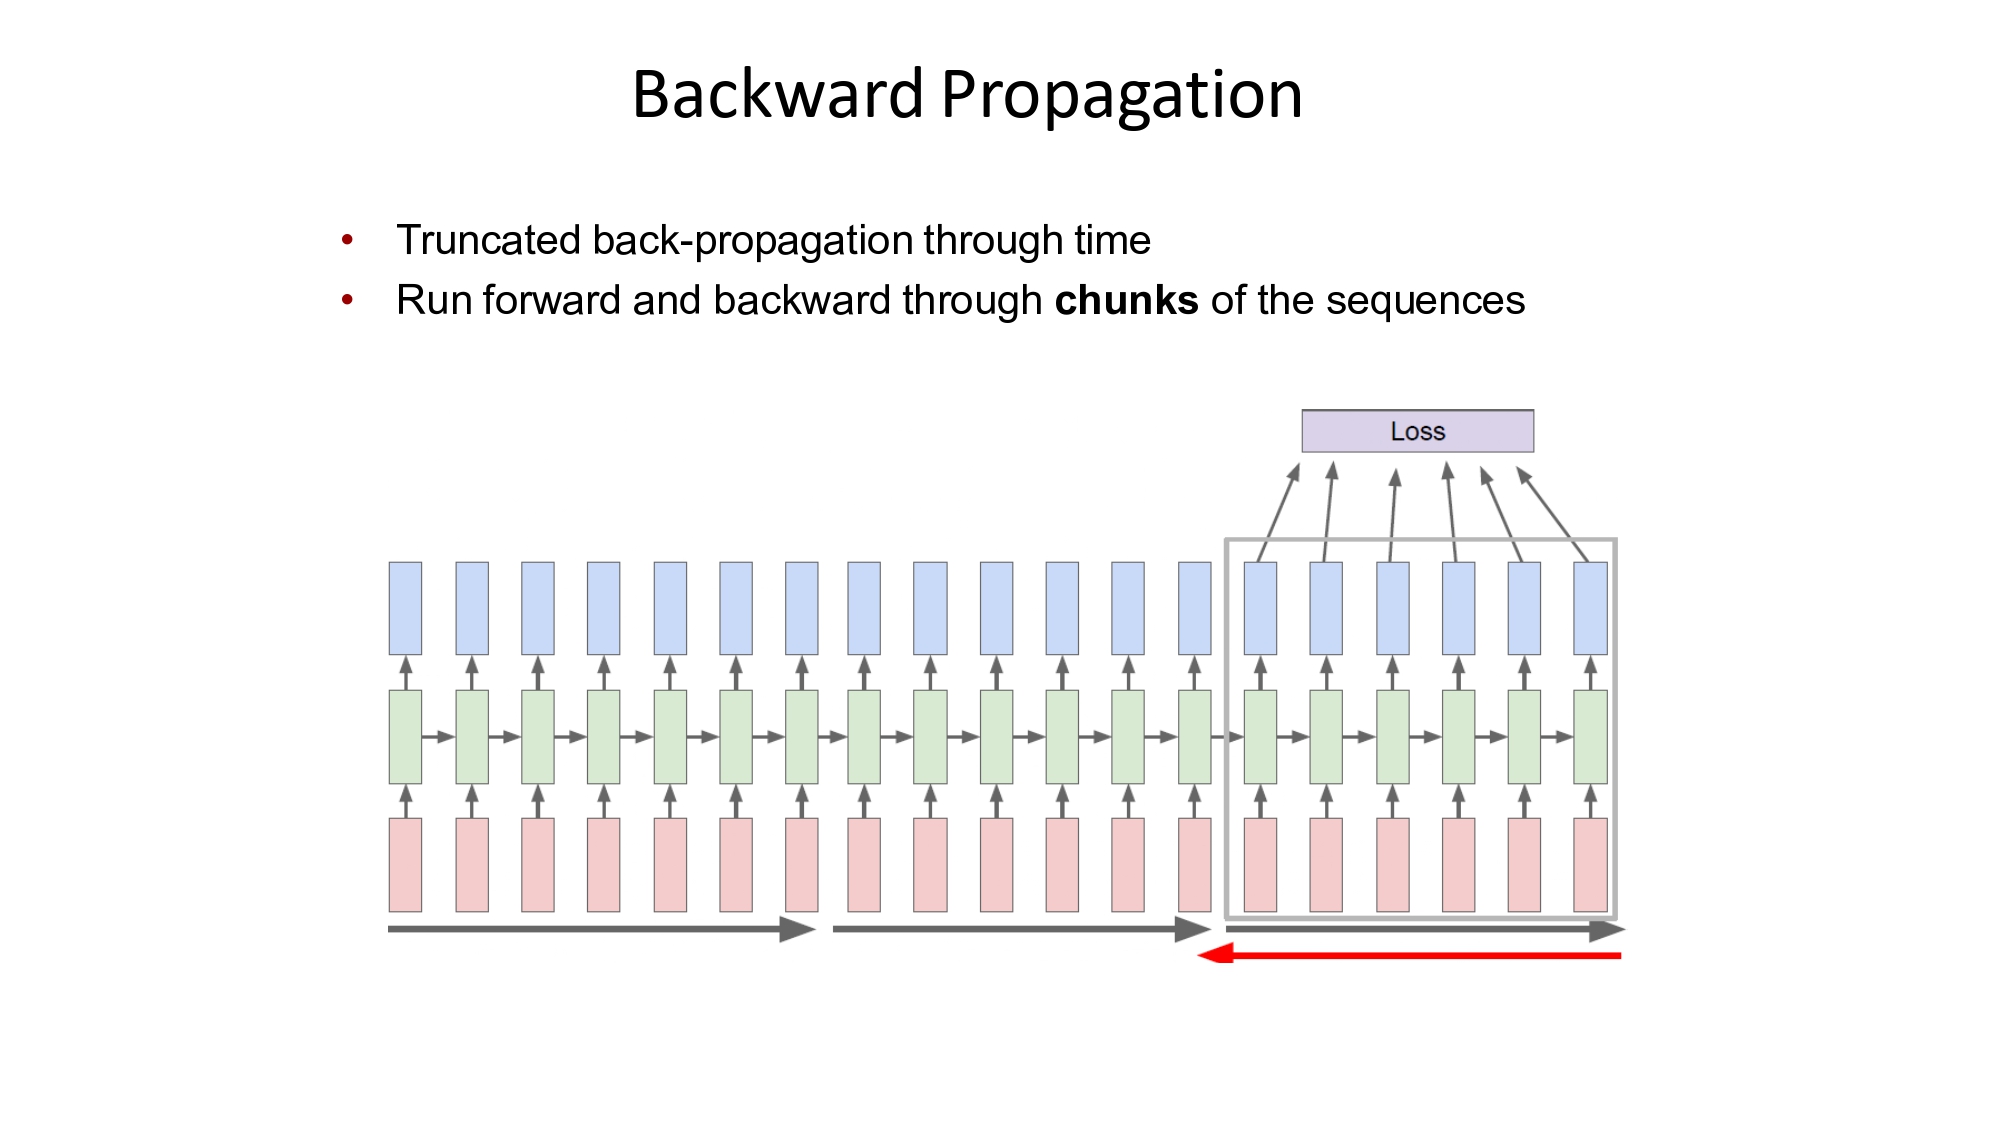 Backward Propagation
• Truncated back-propagation through time
• Run forward and backward through chunks of the sequences
Loss